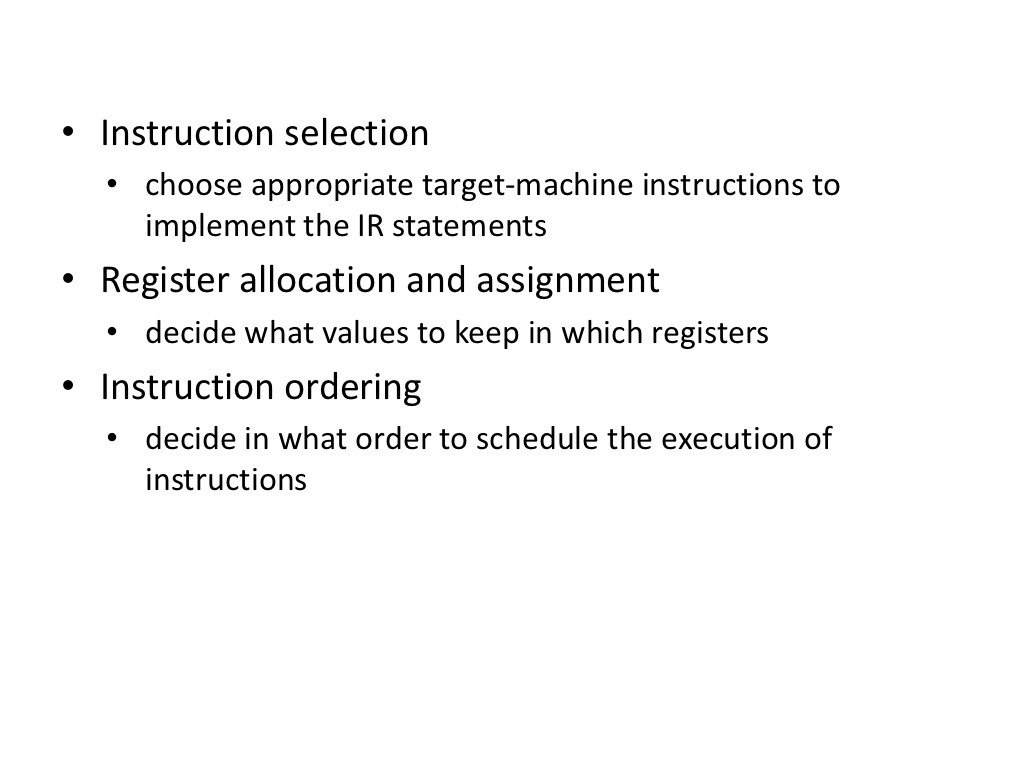 • Instruction selection
• choose appropriate target-machine instructions to
implement the IR statements
• Register allocation and assignment
• decide what values to keep in which registers
• Instruction ordering
• decide in what order to schedule the execution of
instructions